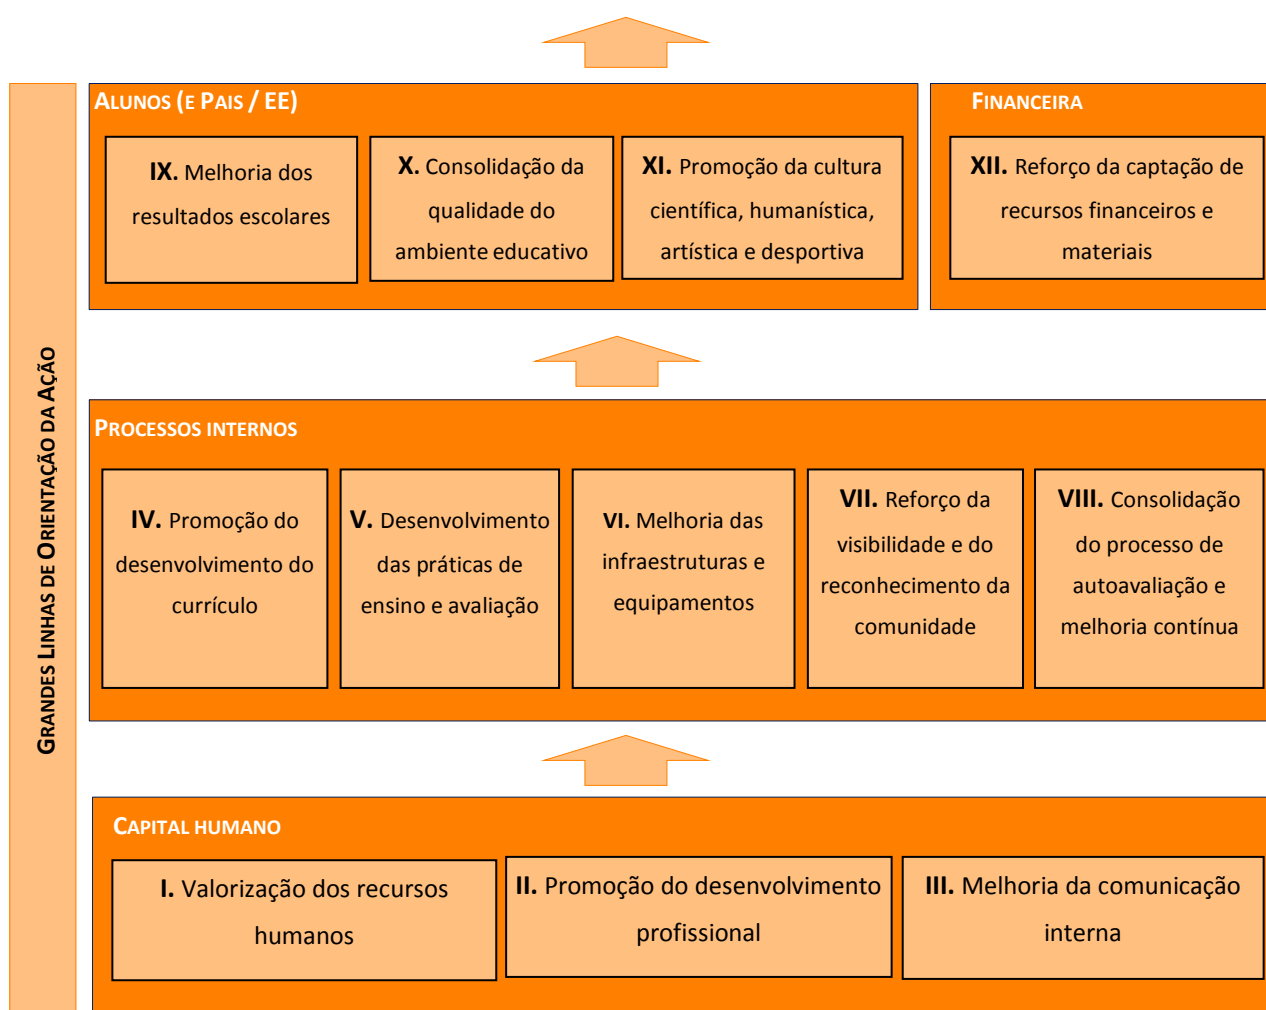 GRANDES LINHAS DE ORIENTAÇÃO DA AÇÃO
ALUNOS (E PAIS / EE)
IX. Melhoria dos
resultados escolares
X. Consolidação da
qualidade do
ambiente educativo
XI. Promoção da cultura
científica, humanística,
artística e desportiva
FINANCEIRA
XII. Reforço da captação de
recursos financeiros e
materiais
PROCESSOS INTERNOS
IV. Promoção do
desenvolvimento do
currículo
V. Desenvolvimento
das práticas de
ensino e avaliação
VI. Melhoria das
infraestruturas e
equipamentos
VII. Reforço da
visibilidade e do
reconhecimento da
comunidade
VIII. Consolidação
do processo de
autoavaliação e
melhoria contínua
CAPITAL HUMANO
I. Valorização dos recursos
humanos
II. Promoção do desenvolvimento
profissional
III. Melhoria da comunicação
interna